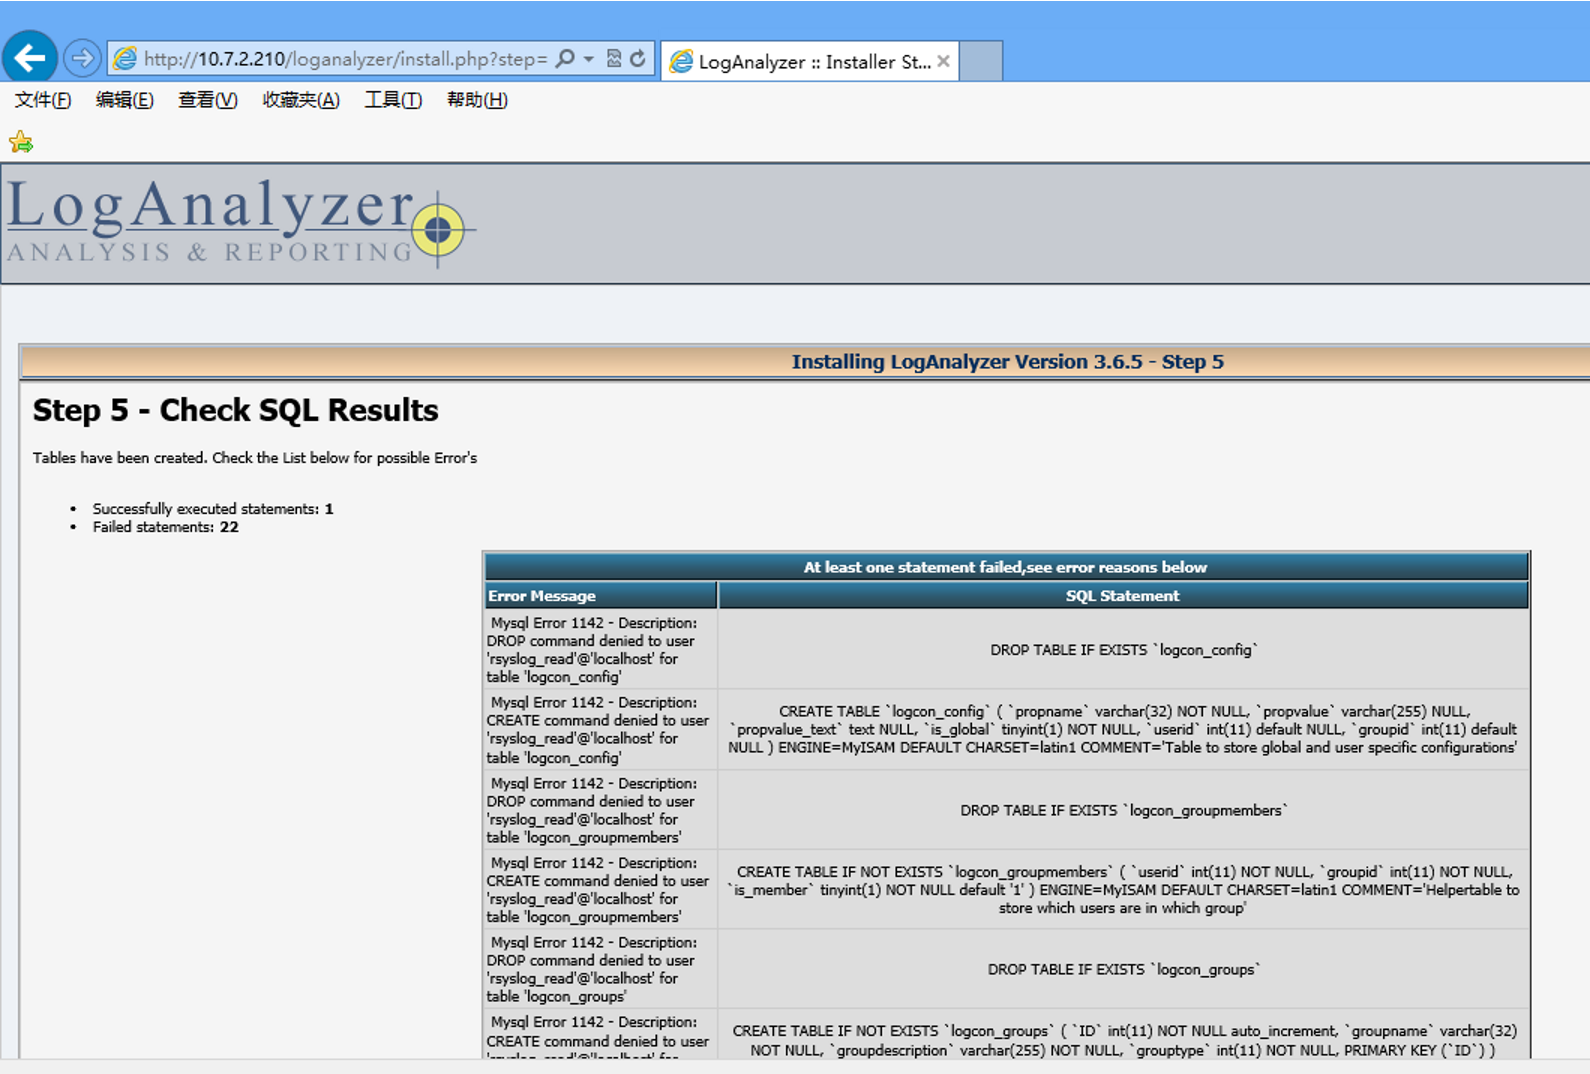 http://10.7.2.210/loganalyzer/install.php?step=
LogAnalyzer :: Installer St...
文件(F) 编辑(E) 查看(V) 收藏夹(A) 工具(T) 帮助(H)
LogAnalyzer
ANALYSIS & REPORTING
Installing LogAnalyzer Version 3.6.5 - Step 5
Step 5 - Check SQL Results
Tables have been created. Check the List below for possible Error's
• Successfully executed statements: 1
• Failed statements: 22
At least one statement failed,see error reasons below
Error Message
SQL Statement
Mysql Error 1142 - Description:
DROP command denied to user
'rsyslog_read'@'localhost' for
table 'logcon_config'
DROP TABLE IF EXISTS `logcon_config`
Mysql Error 1142 - Description:
CREATE command denied to user
'rsyslog_read'@'localhost' for
table 'logcon_config'
CREATE TABLE `logcon_config` ( `propname` varchar(32) NOT NULL, `propvalue` varchar(255) NULL,
`propvalue_text` text NULL, `is_global` tinyint(1) NOT NULL, `userid` int(11) default NULL, `groupid` int(11) default
NULL ) ENGINE=MyISAM DEFAULT CHARSET=latin1 COMMENT='Table to store global and user specific configurations'
Mysql Error 1142 - Description:
DROP command denied to user
'rsyslog_read'@'localhost' for
table 'logcon_groupmembers'
DROP TABLE IF EXISTS `logcon_groupmembers`
Mysql Error 1142 - Description:
CREATE command denied to user
'rsyslog_read'@'localhost' for
table 'logcon_groupmembers'
CREATE TABLE IF NOT EXISTS `logcon_groupmembers` ( `userid` int(11) NOT NULL, `groupid` int(11) NOT NULL,
`is_member` tinyint(1) NOT NULL default '1' ) ENGINE=MyISAM DEFAULT CHARSET=latin1 COMMENT='Helpertable to
store which users are in which group'
Mysql Error 1142 - Description:
DROP command denied to user
'rsyslog_read'@'localhost' for
table 'logcon_groups'
DROP TABLE IF EXISTS `logcon_groups`
Mysql Error 1142 - Description:
CREATE command denied to user
CREATE TABLE IF NOT EXISTS `logcon_groups` ( `ID` int(11) NOT NULL auto_increment, `groupname` varchar(32)
NOT NULL, `groupdescription` varchar(255) NOT NULL, `grouptype` int(11) NOT NULL, PRIMARY KEY (`ID`) )